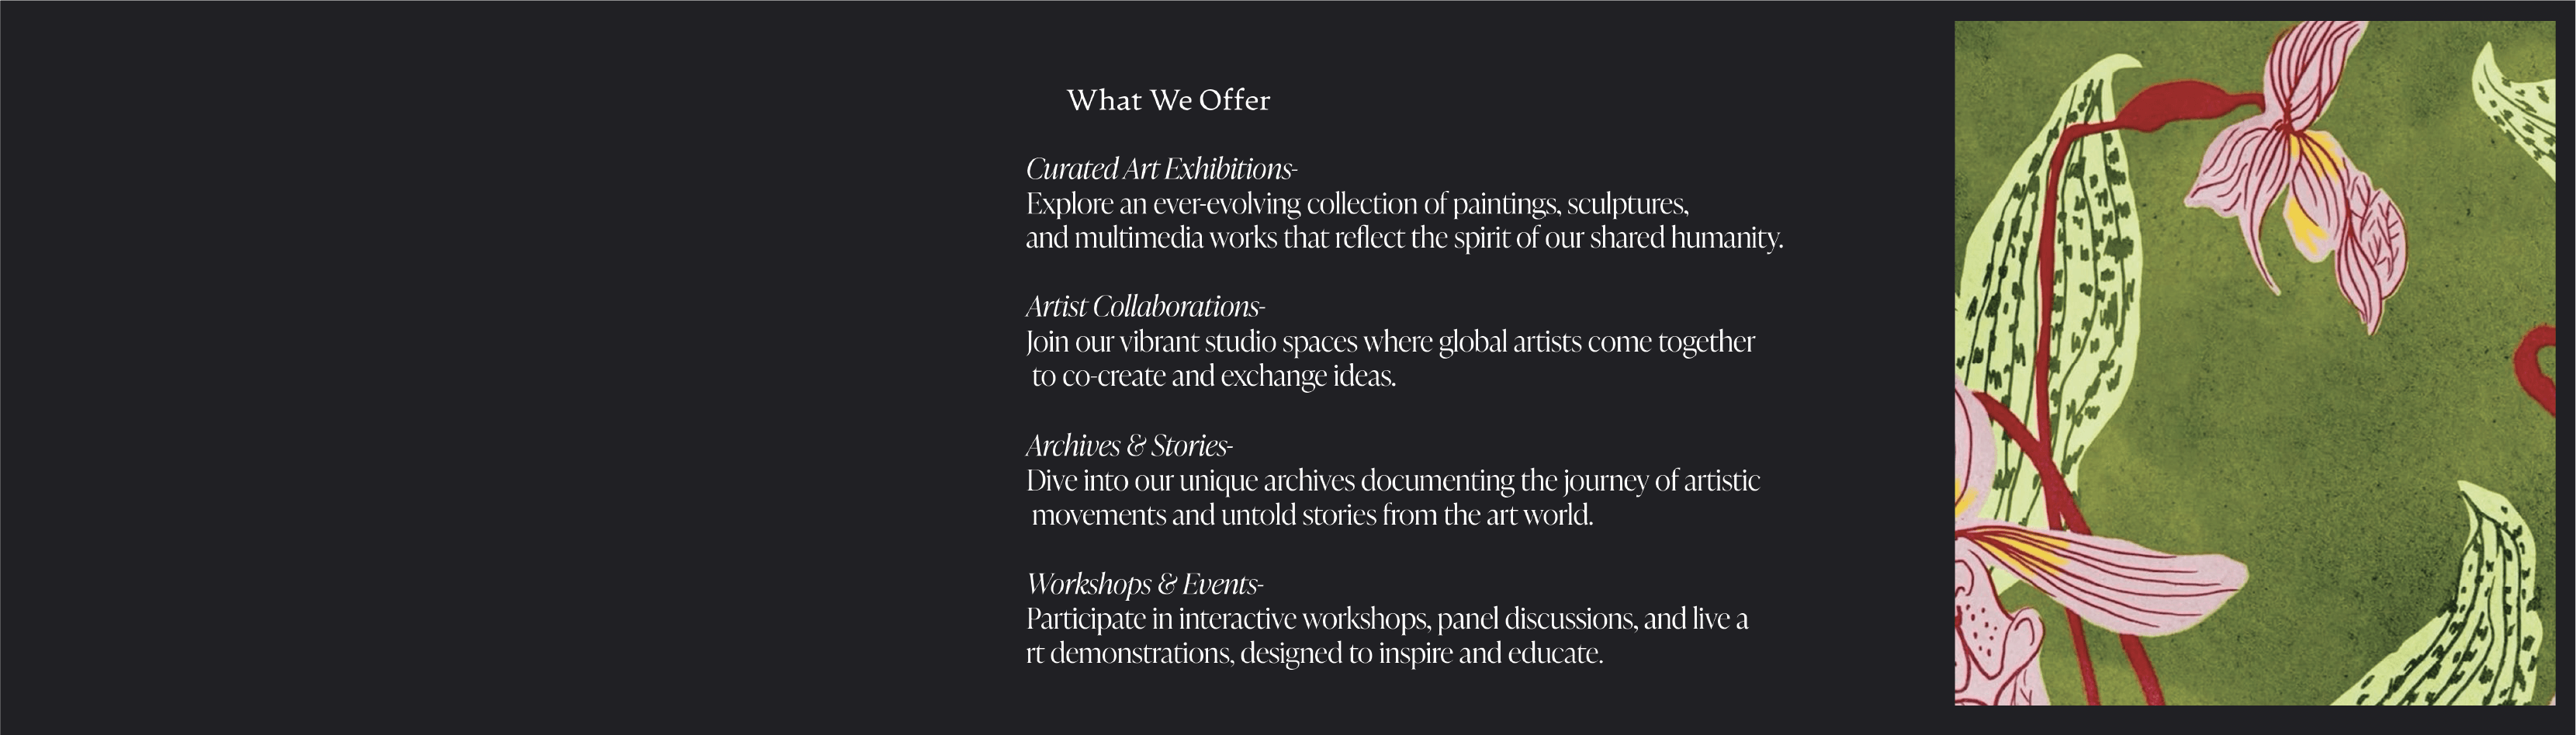 What We Offer
Curated Art Exhibitions-
Explore an ever-evolving collection of paintings, sculptures,
and multimedia works that reflect the spirit of our shared humanity.
Artist Collaborations-
Join our vibrant studio spaces where global artists come together
to co-create and exchange ideas.
Archives & Stories-
Dive into our unique archives documenting the journey of artistic
movements and untold stories from the art world.
Workshops & Events-
Participate in interactive workshops, panel discussions, and live a
rt demonstrations, designed to inspire and educate.